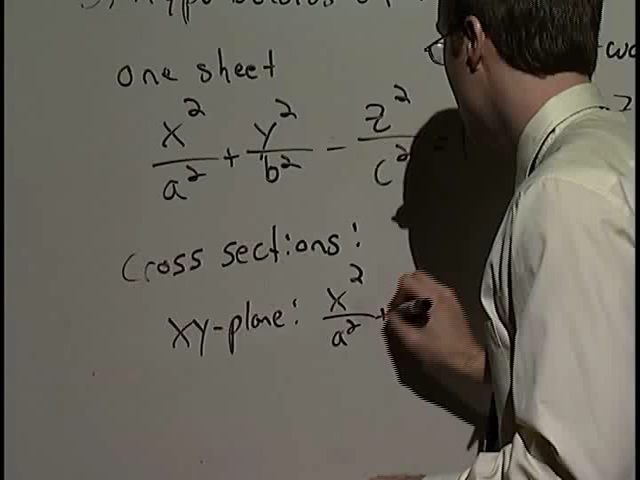 one sheet
x²/a² + y²/b² - z²/c² =
Cross sections:
xy-plane: x²/a² +